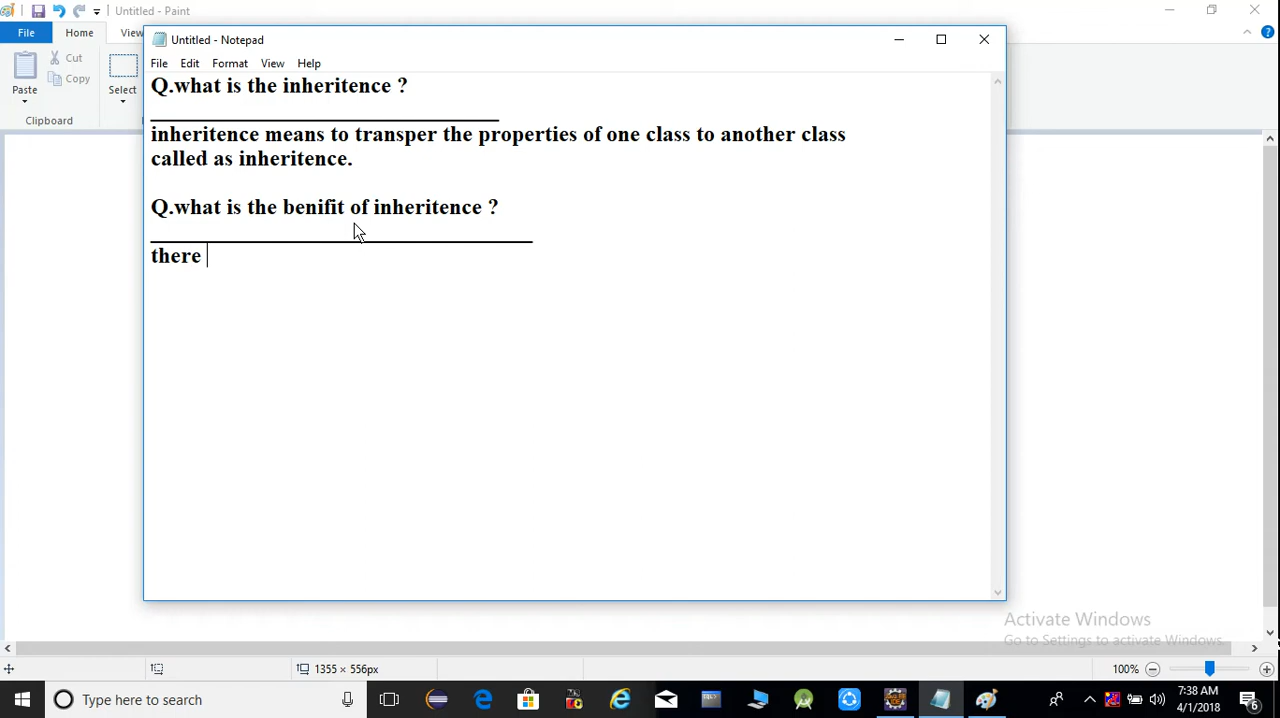 Untitled - Paint
File Home View
Cut
Copy
Paste
Select
Clipboard
Untitled - Notepad
File Edit Format View Help
Q.what is the inheritence ?
inheritence means to transper the properties of one class to another class
called as inheritence.
Q.what is the benifit of inheritence ?
there
Activate Windows
Go to Settings to activate Windows.
1355 × 556px
100%
Type here to search
7:38 AM
4/1/2018
6